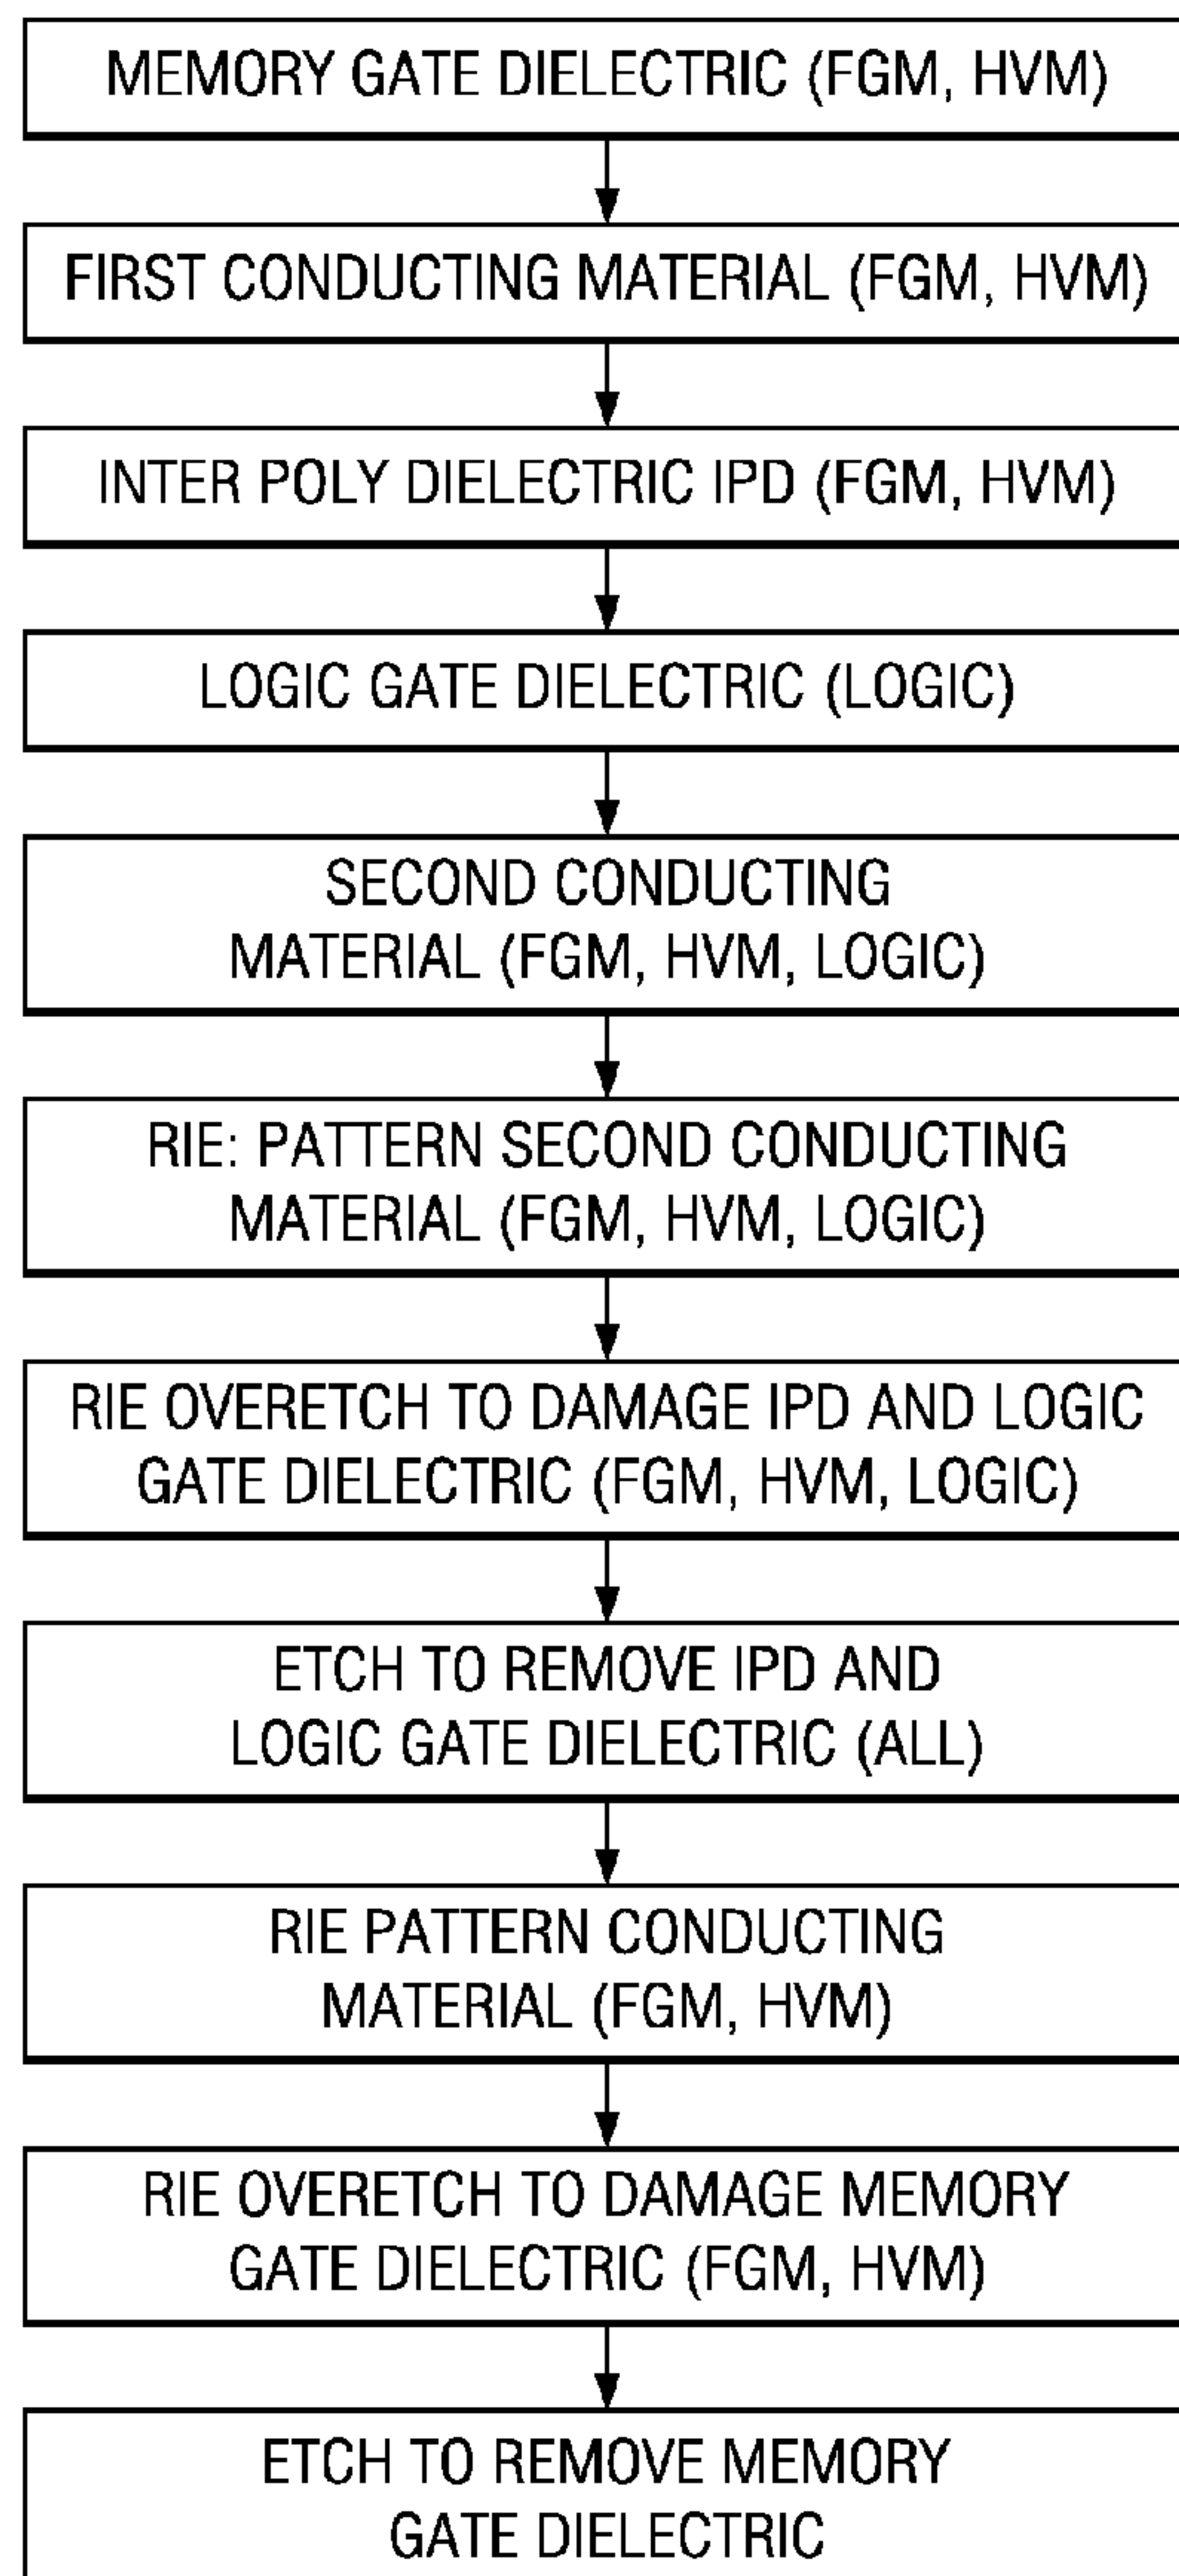 MEMORY GATE DIELECTRIC (FGM, HVM)
FIRST CONDUCTING MATERIAL (FGM, HVM)
INTER POLY DIELECTRIC IPD (FGM, HVM)
LOGIC GATE DIELECTRIC (LOGIC)
SECOND CONDUCTING
MATERIAL (FGM, HVM, LOGIC)
RIE: PATTERN SECOND CONDUCTING
MATERIAL (FGM, HVM, LOGIC)
RIE OVERETCH TO DAMAGE IPD AND LOGIC
GATE DIELECTRIC (FGM, HVM, LOGIC)
ETCH TO REMOVE IPD AND
LOGIC GATE DIELECTRIC (ALL)
RIE PATTERN CONDUCTING
MATERIAL (FGM, HVM)
RIE OVERETCH TO DAMAGE MEMORY
GATE DIELECTRIC (FGM, HVM)
ETCH TO REMOVE MEMORY
GATE DIELECTRIC